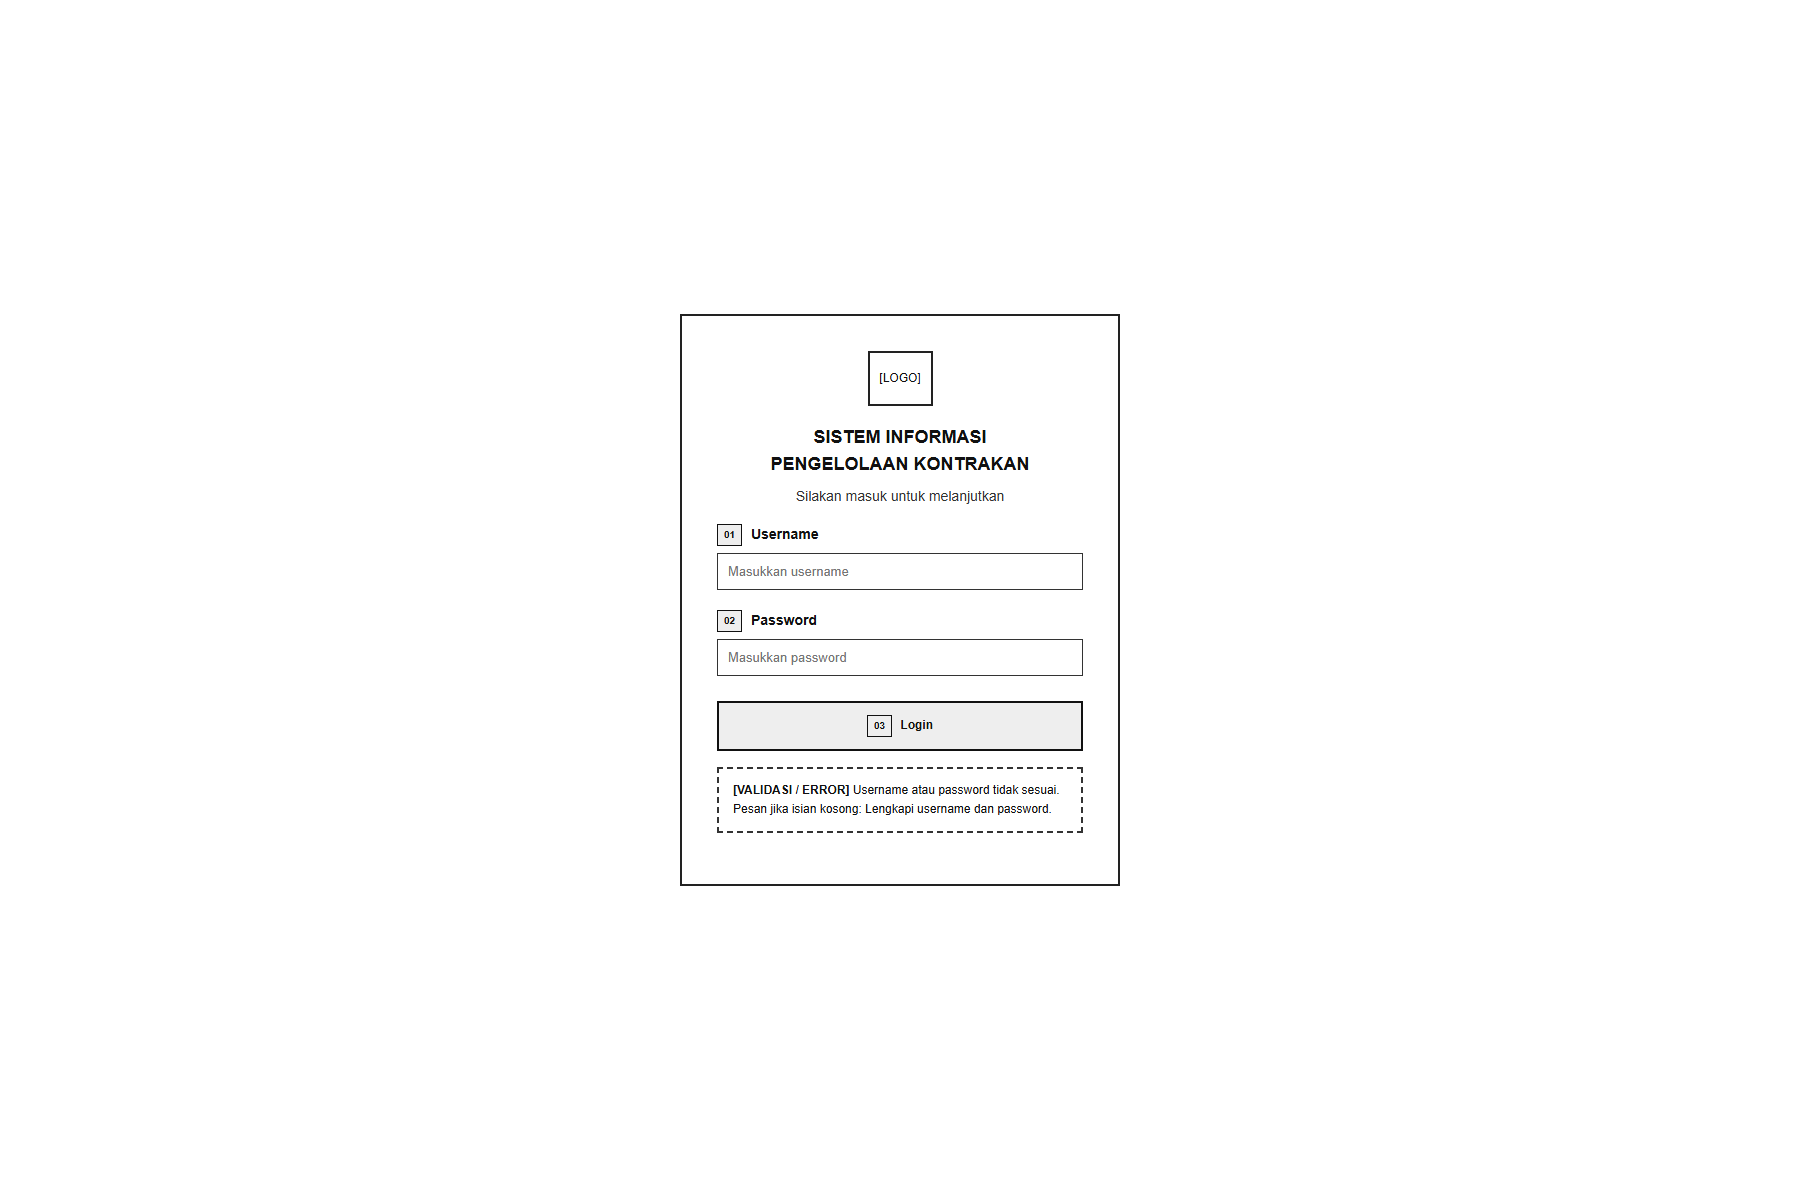 [LOGO]
SISTEM INFORMASI
PENGELOLAAN KONTRAKAN
Silakan masuk untuk melanjutkan
01 Username
Masukkan username
02 Password
Masukkan password
03 Login
[VALIDASI / ERROR] Username atau password tidak sesuai.
Pesan jika isian kosong: Lengkapi username dan password.